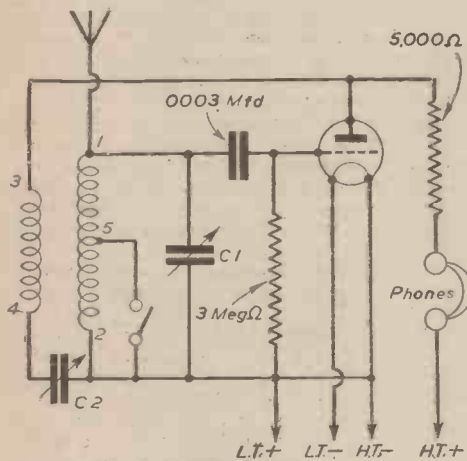 5,000Ω
0003 Mfd
1
3
5
C1
4
3 MegΩ
Phones
2
C2
L.T.+
L.T.-
H.T.-
H.T.+